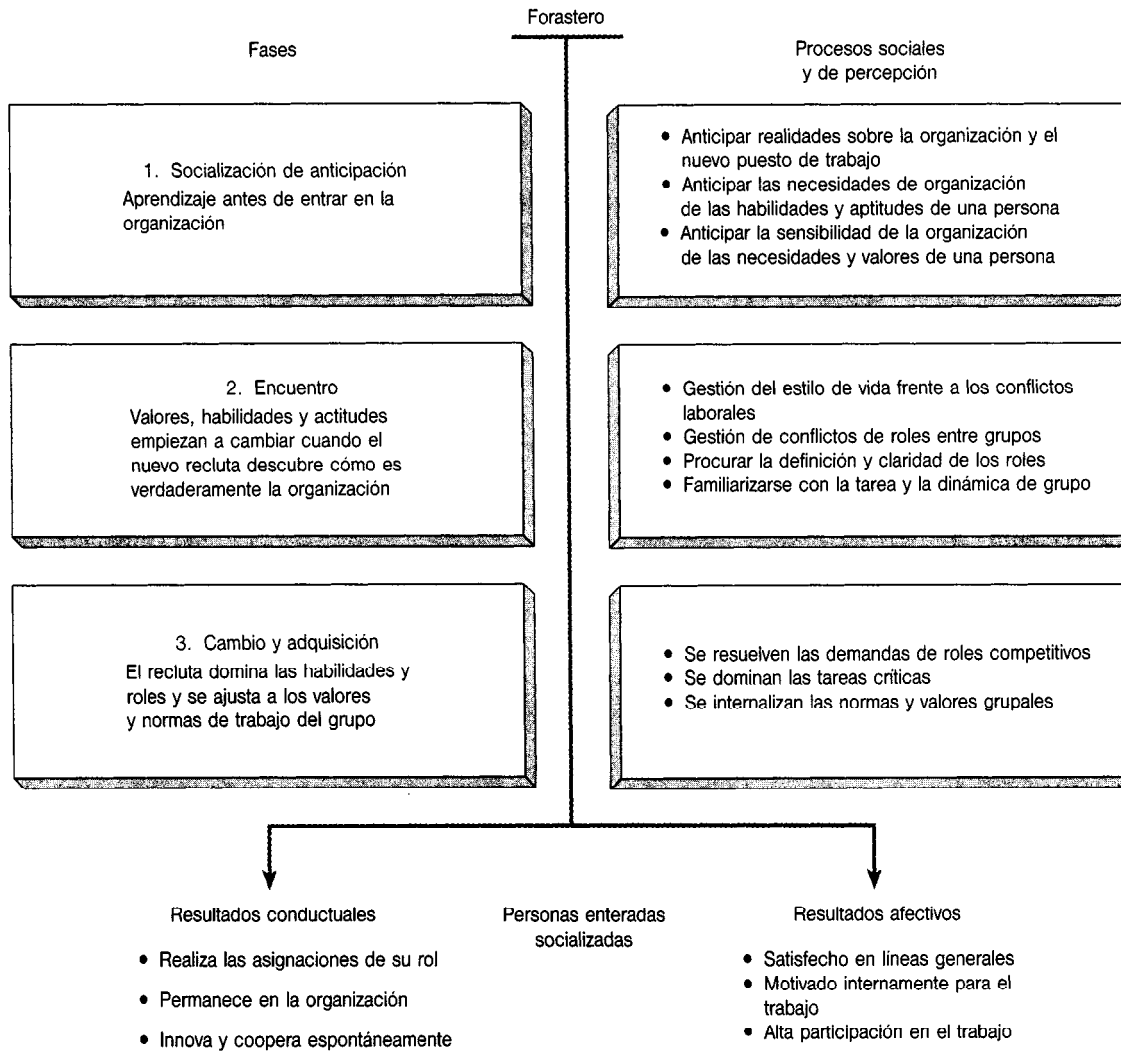 Forastero
Fases
Procesos sociales
y de percepción
1. Socialización de anticipación
Aprendizaje antes de entrar en la
organización
• Anticipar realidades sobre la organización y el
nuevo puesto de trabajo
• Anticipar las necesidades de organización
de las habilidades y aptitudes de una persona
• Anticipar la sensibilidad de la organización
de las necesidades y valores de una persona
2. Encuentro
Valores, habilidades y actitudes
empiezan a cambiar cuando el
nuevo recluta descubre cómo es
verdaderamente la organización
• Gestión del estilo de vida frente a los conflictos
laborales
• Gestión de conflictos de roles entre grupos
• Procurar la definición y claridad de los roles
• Familiarizarse con la tarea y la dinámica de grupo
3. Cambio y adquisición
El recluta domina las habilidades y
roles y se ajusta a los valores
y normas de trabajo del grupo
• Se resuelven las demandas de roles competitivos
• Se dominan las tareas críticas
• Se internalizan las normas y valores grupales
Resultados conductuales
• Realiza las asignaciones de su rol
• Permanece en la organización
• Innova y coopera espontáneamente
Personas enteradas
socializadas
Resultados afectivos
• Satisfecho en líneas generales
• Motivado internamente para el
trabajo
• Alta participación en el trabajo